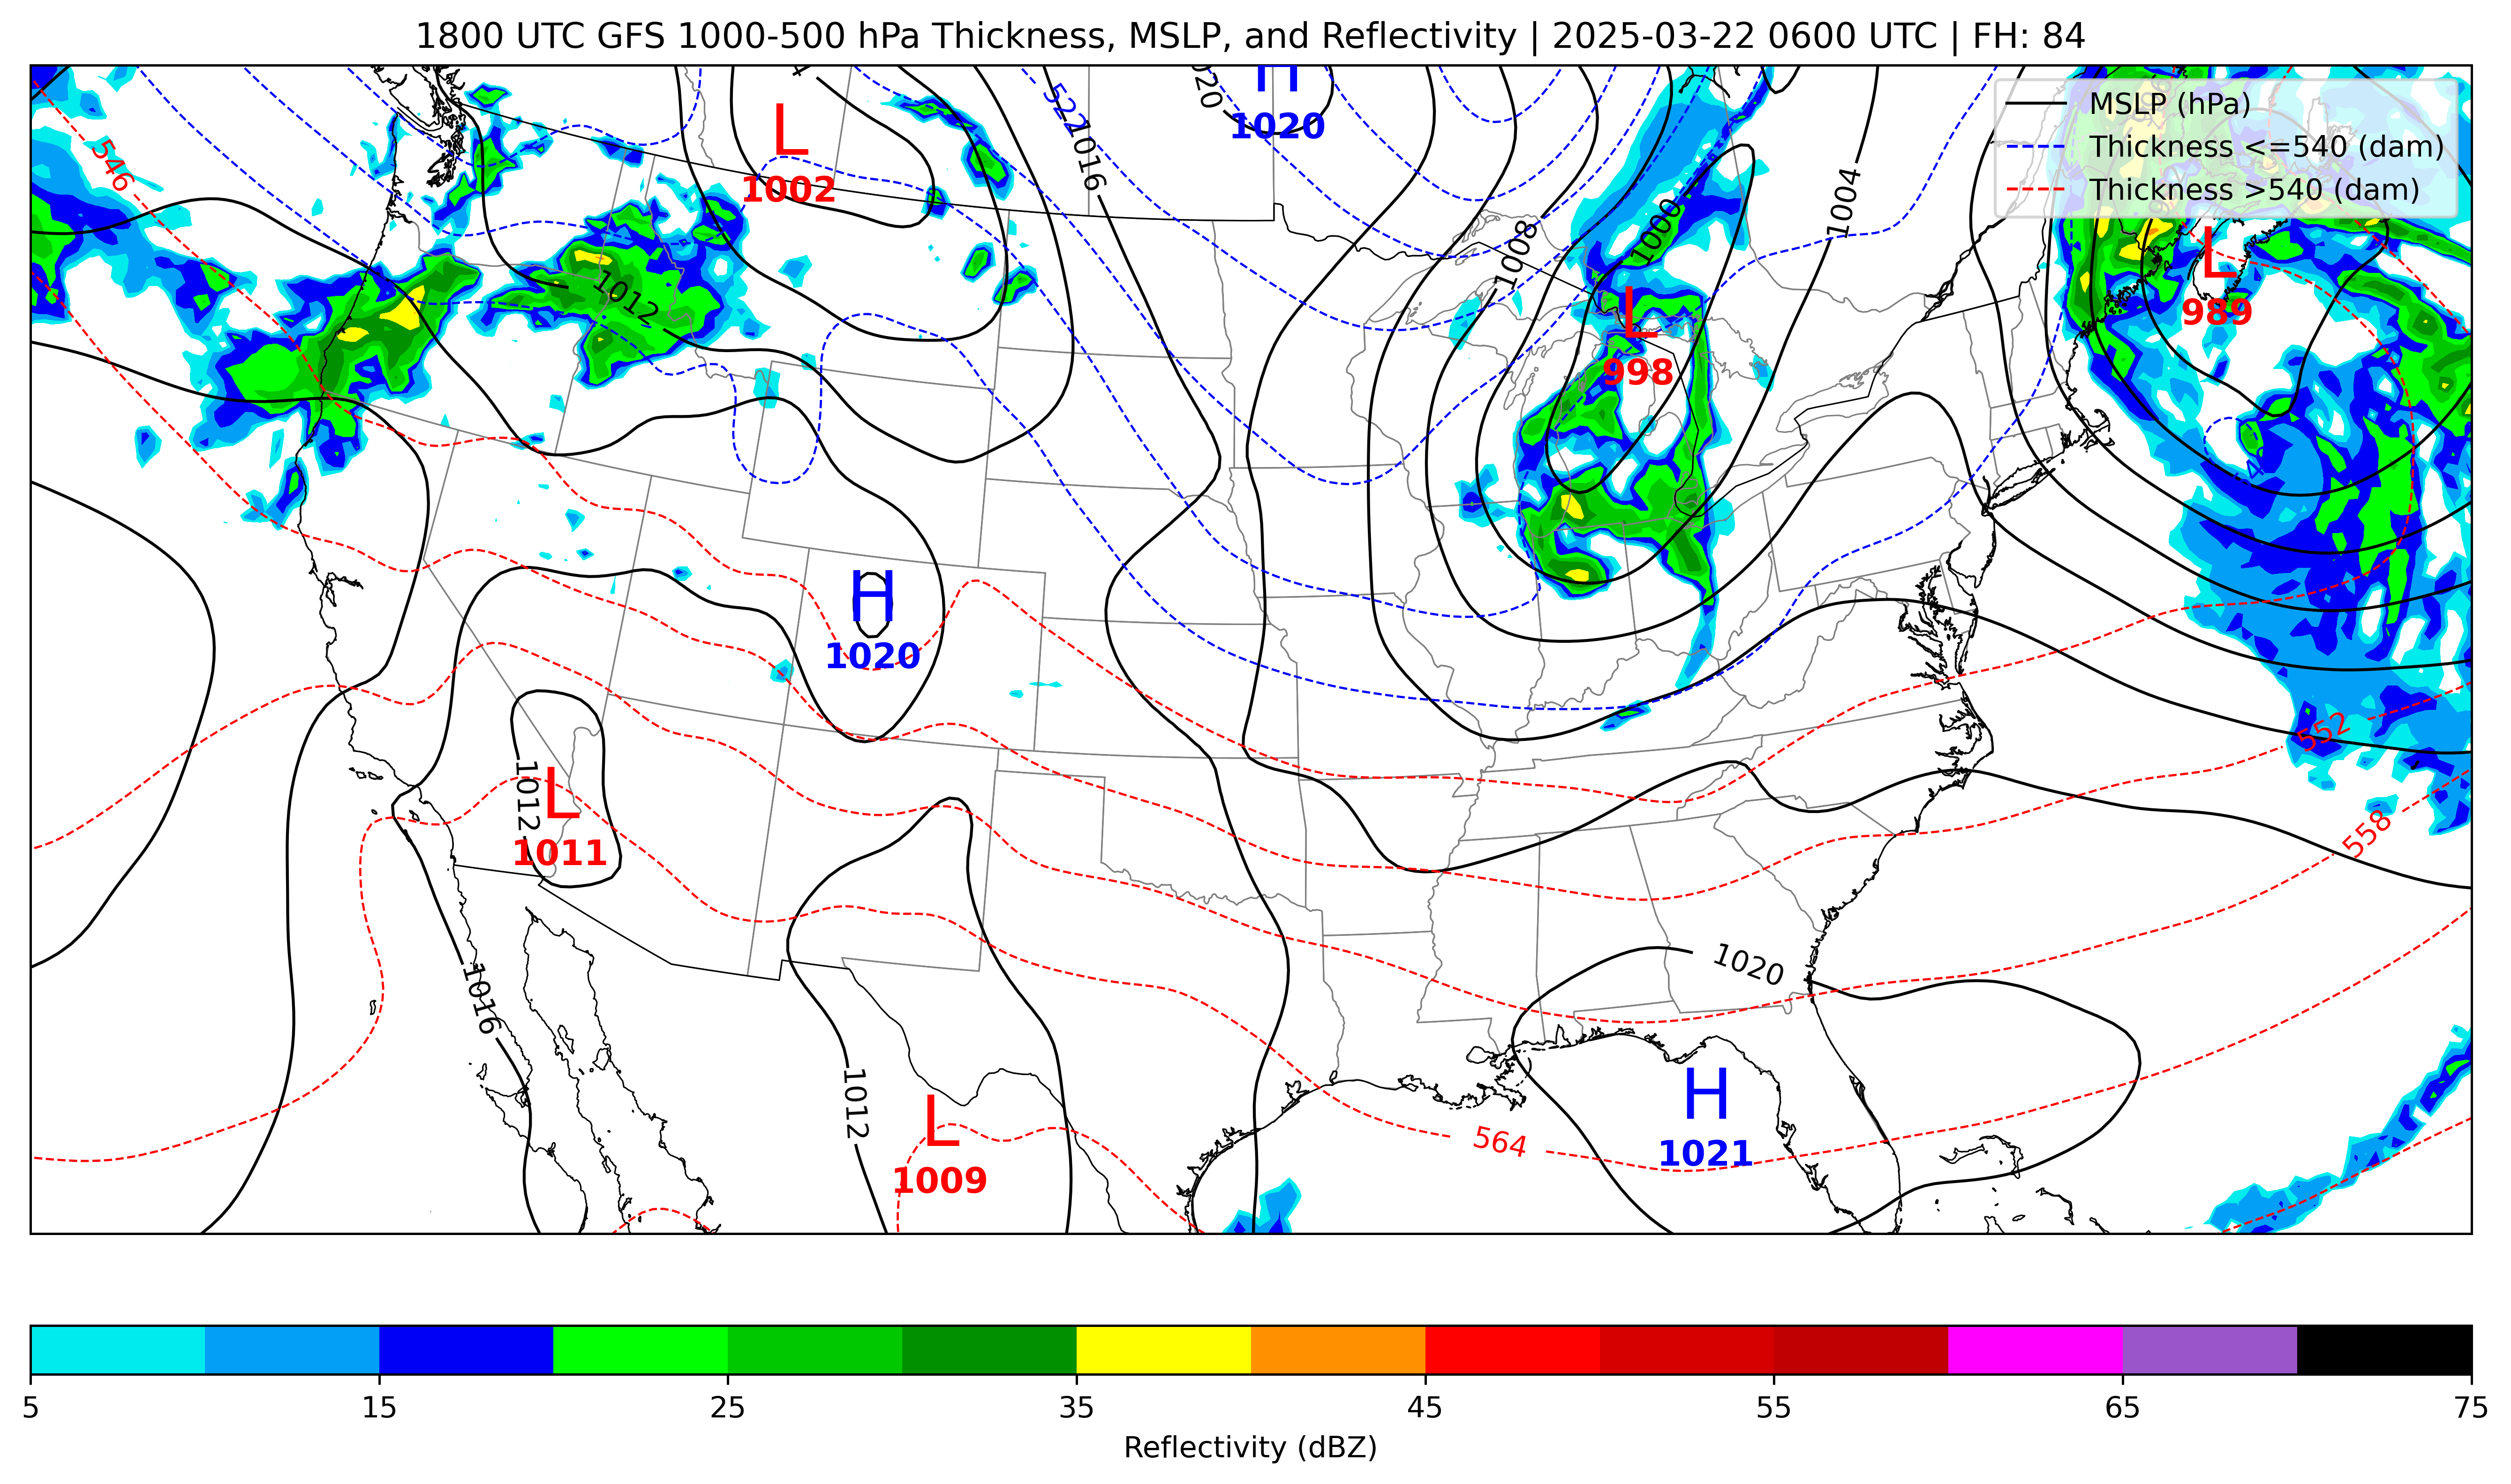 1800 UTC GFS 1000-500 hPa Thickness, MSLP, and Reflectivity | 2025-03-22 0600 UTC | FH: 84
MSLP (hPa)
Thickness <=540 (dam)
Thickness >540 (dam)
H
1020
L
1002
522
1016
546
1004
1000
1008
L
989
1012
L
998
H
1020
552
L
1011
1012
558
1020
1016
H
1021
1012
564
L
1009
5
15
25
35
45
55
65
75
Reflectivity (dBZ)